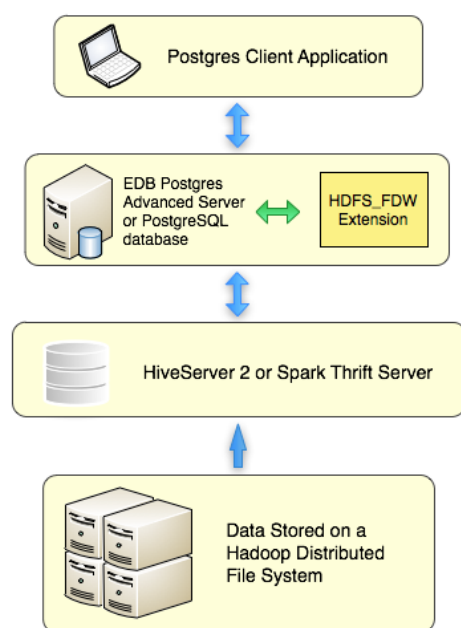 Postgres Client Application
EDB Postgres
Advanced Server
or PostgreSQL
database
HDFS_FDW
Extension
HiveServer 2 or Spark Thrift Server
Data Stored on a
Hadoop Distributed
File System